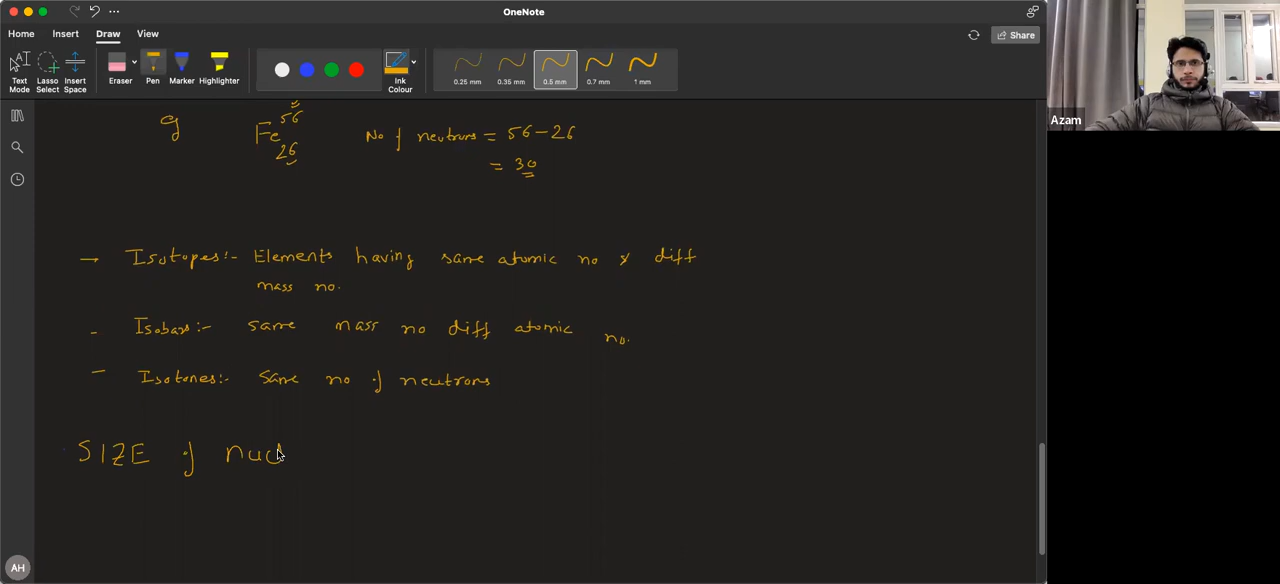 OneNote
Home Insert Draw View
Share
Text Mode Lasso Select Insert Space Eraser Pen Marker Highlighter Ink Colour 0.25 mm 0.35 mm 0.5 mm 0.7 mm 1 mm
Azam
eg Fe 56 26 No of neutrons = 56 - 26
= 30
→ Isotopes:- Elements having same atomic no & diff
mass no.
- Isobars:- same mass no diff atomic no.
- Isotones:- same no of neutrons
SIZE of nuc
AH